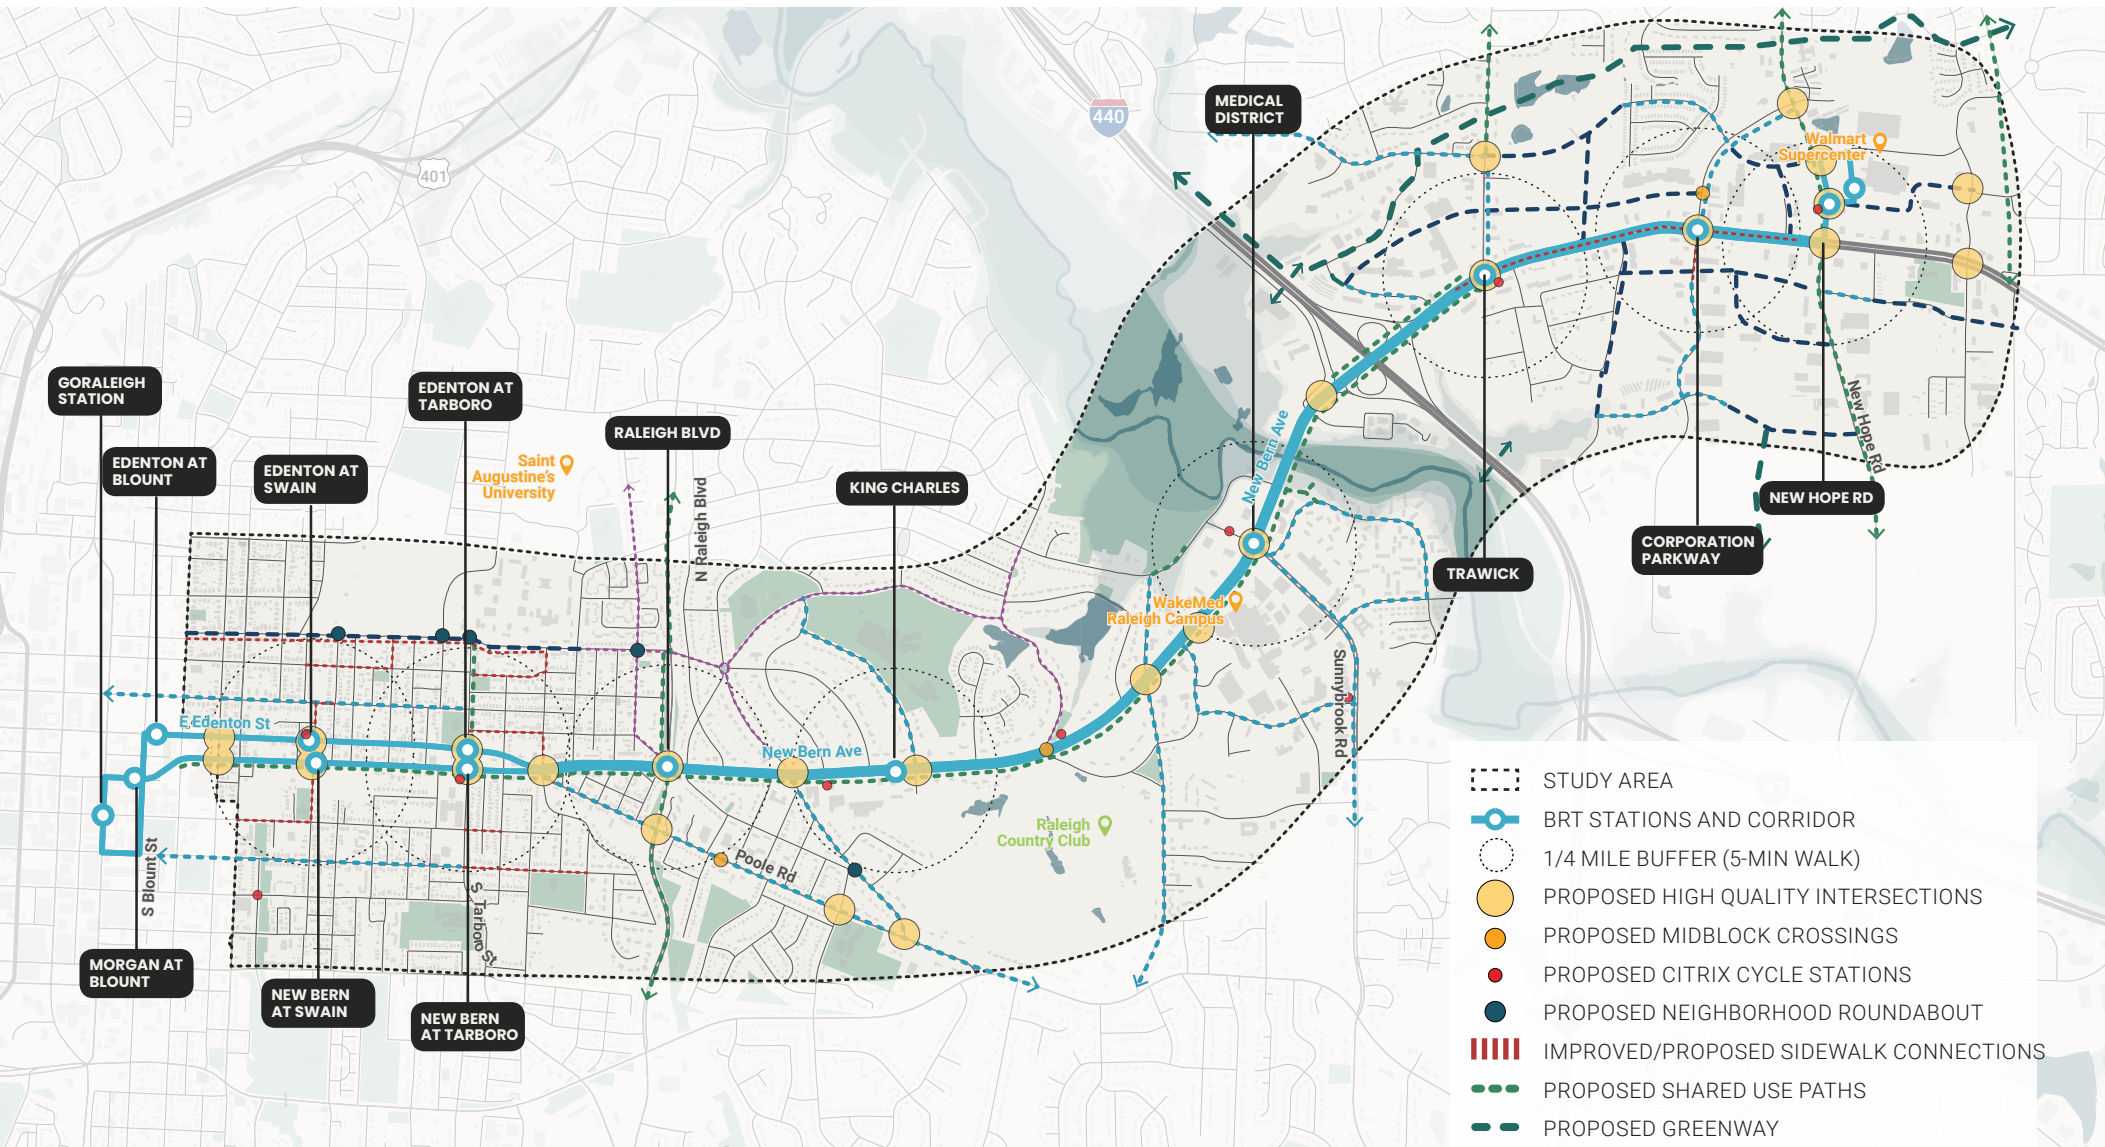 440
401
MEDICAL
DISTRICT
Walmart
Supercenter
GORALEIGH
STATION
EDENTON AT
BLOUNT
EDENTON AT
SWAIN
EDENTON AT
TARBORO
Saint
Augustine's
University
RALEIGH BLVD
N Raleigh Blvd
KING CHARLES
New Bern Ave
New Hope Rd
NEW HOPE RD
CORPORATION
PARKWAY
TRAWICK
WakeMed
Raleigh Campus
Sunnybrook Rd
E Edenton St
New Bern Ave
Raleigh
Country Club
Poole Rd
S Blount St
S Tarboro St
MORGAN AT
BLOUNT
NEW BERN
AT SWAIN
NEW BERN
AT TARBORO
STUDY AREA
BRT STATIONS AND CORRIDOR
1/4 MILE BUFFER (5-MIN WALK)
PROPOSED HIGH QUALITY INTERSECTIONS
PROPOSED MIDBLOCK CROSSINGS
PROPOSED CITRIX CYCLE STATIONS
PROPOSED NEIGHBORHOOD ROUNDABOUT
IMPROVED/PROPOSED SIDEWALK CONNECTIONS
PROPOSED SHARED USE PATHS
PROPOSED GREENWAY